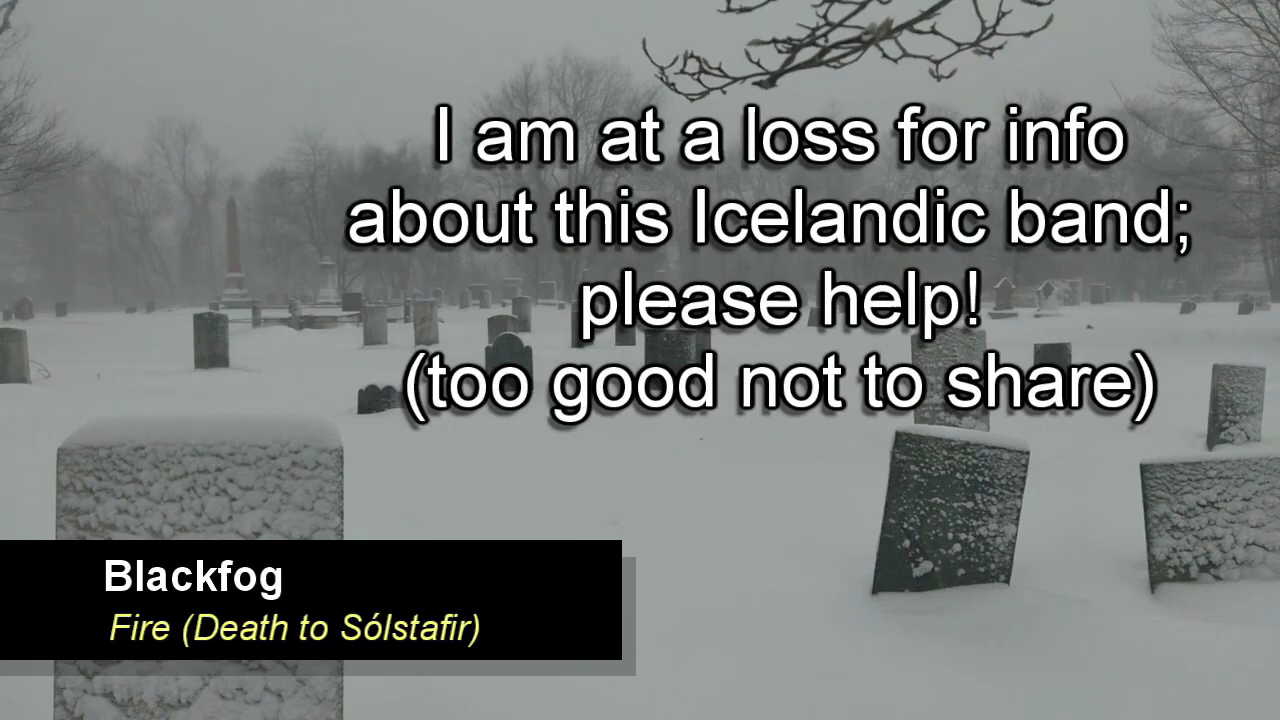 I am at a loss for info
about this Icelandic band;
please help!
(too good not to share)
Blackfog
Fire (Death to Sólstafir)